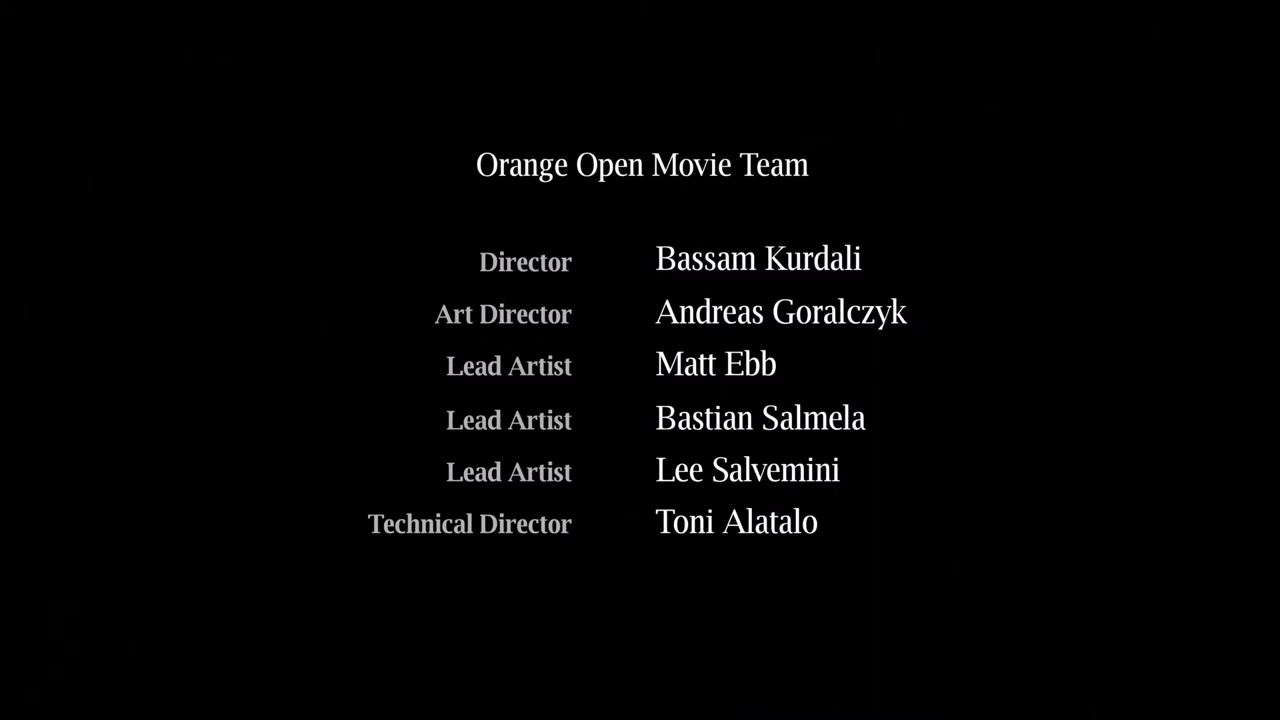 Orange Open Movie Team
Director Bassam Kurdali
Art Director Andreas Goralczyk
Lead Artist Matt Ebb
Lead Artist Bastian Salmela
Lead Artist Lee Salvemini
Technical Director Toni Alatalo